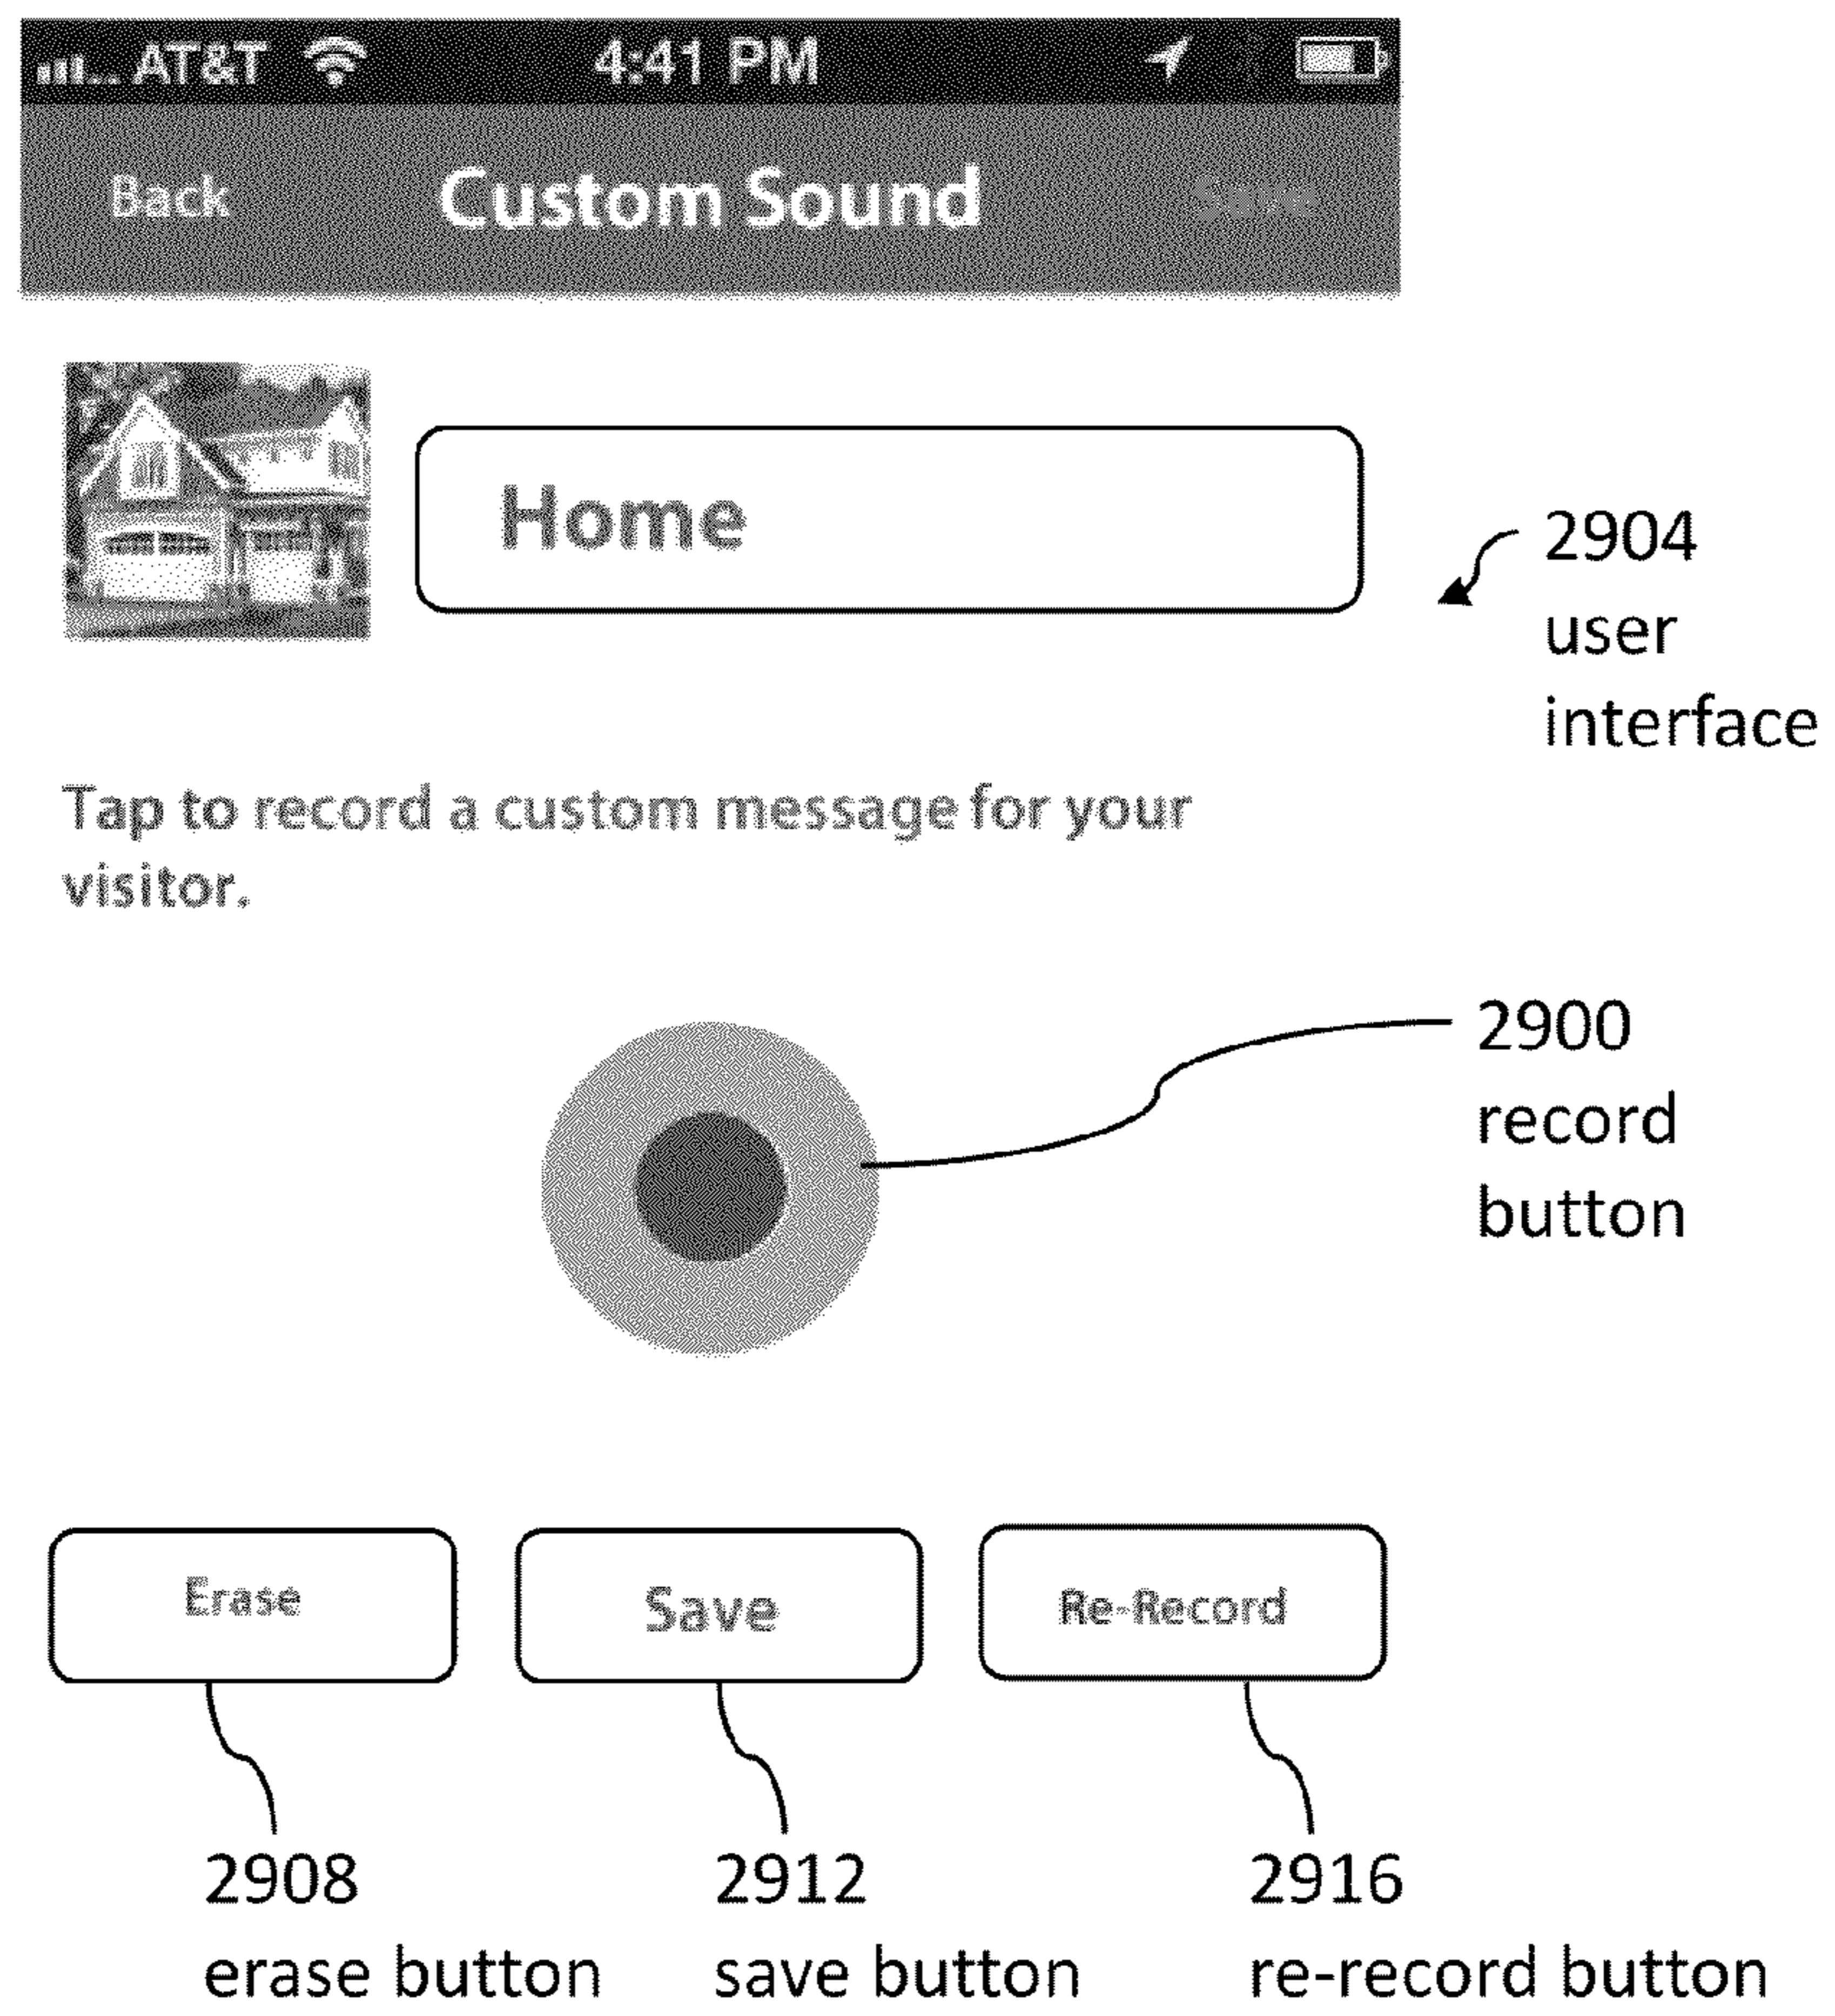 AT&T 4:41 PM
Back Custom Sound Save
Home
2904
user
interface
Tap to record a custom message for your
visitor.
2900
record
button
Erase Save Re-Record
2908 2912 2916
erase button save button re-record button